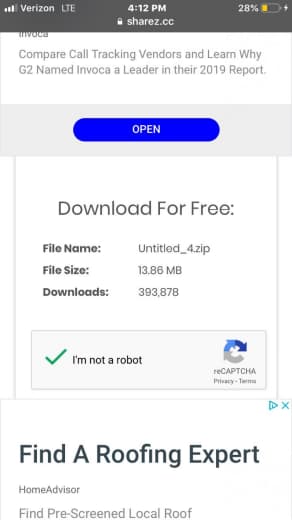 Verizon LTE 4:12 PM 28%
sharez.cc
Invoca
Compare Call Tracking Vendors and Learn Why
G2 Named Invoca a Leader in their 2019 Report.
OPEN
Download For Free:
File Name: Untitled_4.zip
File Size: 13.86 MB
Downloads: 393,878
I'm not a robot
reCAPTCHA
Privacy - Terms
Find A Roofing Expert
HomeAdvisor
Find Pre-Screened Local Roof